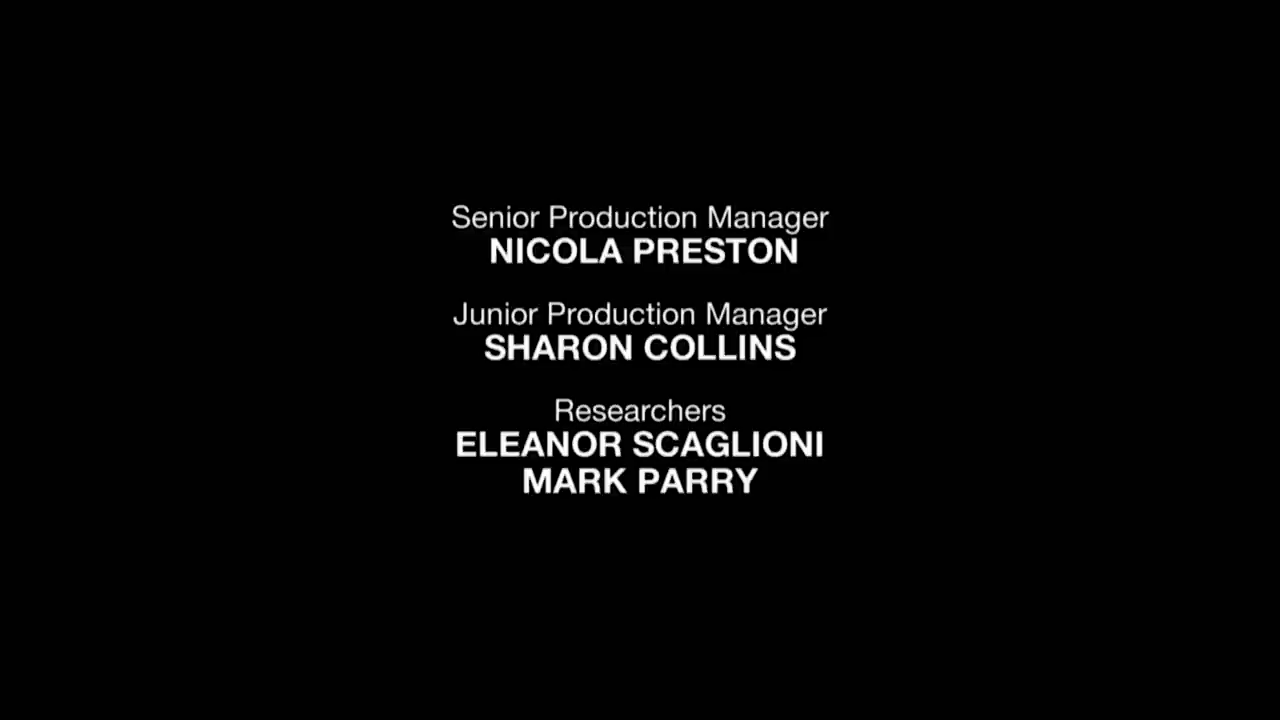 Senior Production Manager
NICOLA PRESTON
Junior Production Manager
SHARON COLLINS
Researchers
ELEANOR SCAGLIONI
MARK PARRY